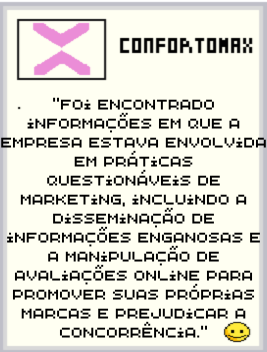 CONFORTOMAX
. "FOI ENCONTRADO
INFORMAÇÕES EM QUE A
EMPRESA ESTAVA ENVOLVIDA
EM PRÁTICAS
QUESTIONÁVEIS DE
MARKETING, INCLUINDO A
DISSEMINAÇÃO DE
INFORMAÇÕES ENGANOSAS E
A MANIPULAÇÃO DE
AVALIAÇÕES ONLINE PARA
PROMOVER SUAS PRÓPRIAS
MARCAS E PREJUDICAR A
CONCORRÊNCIA."